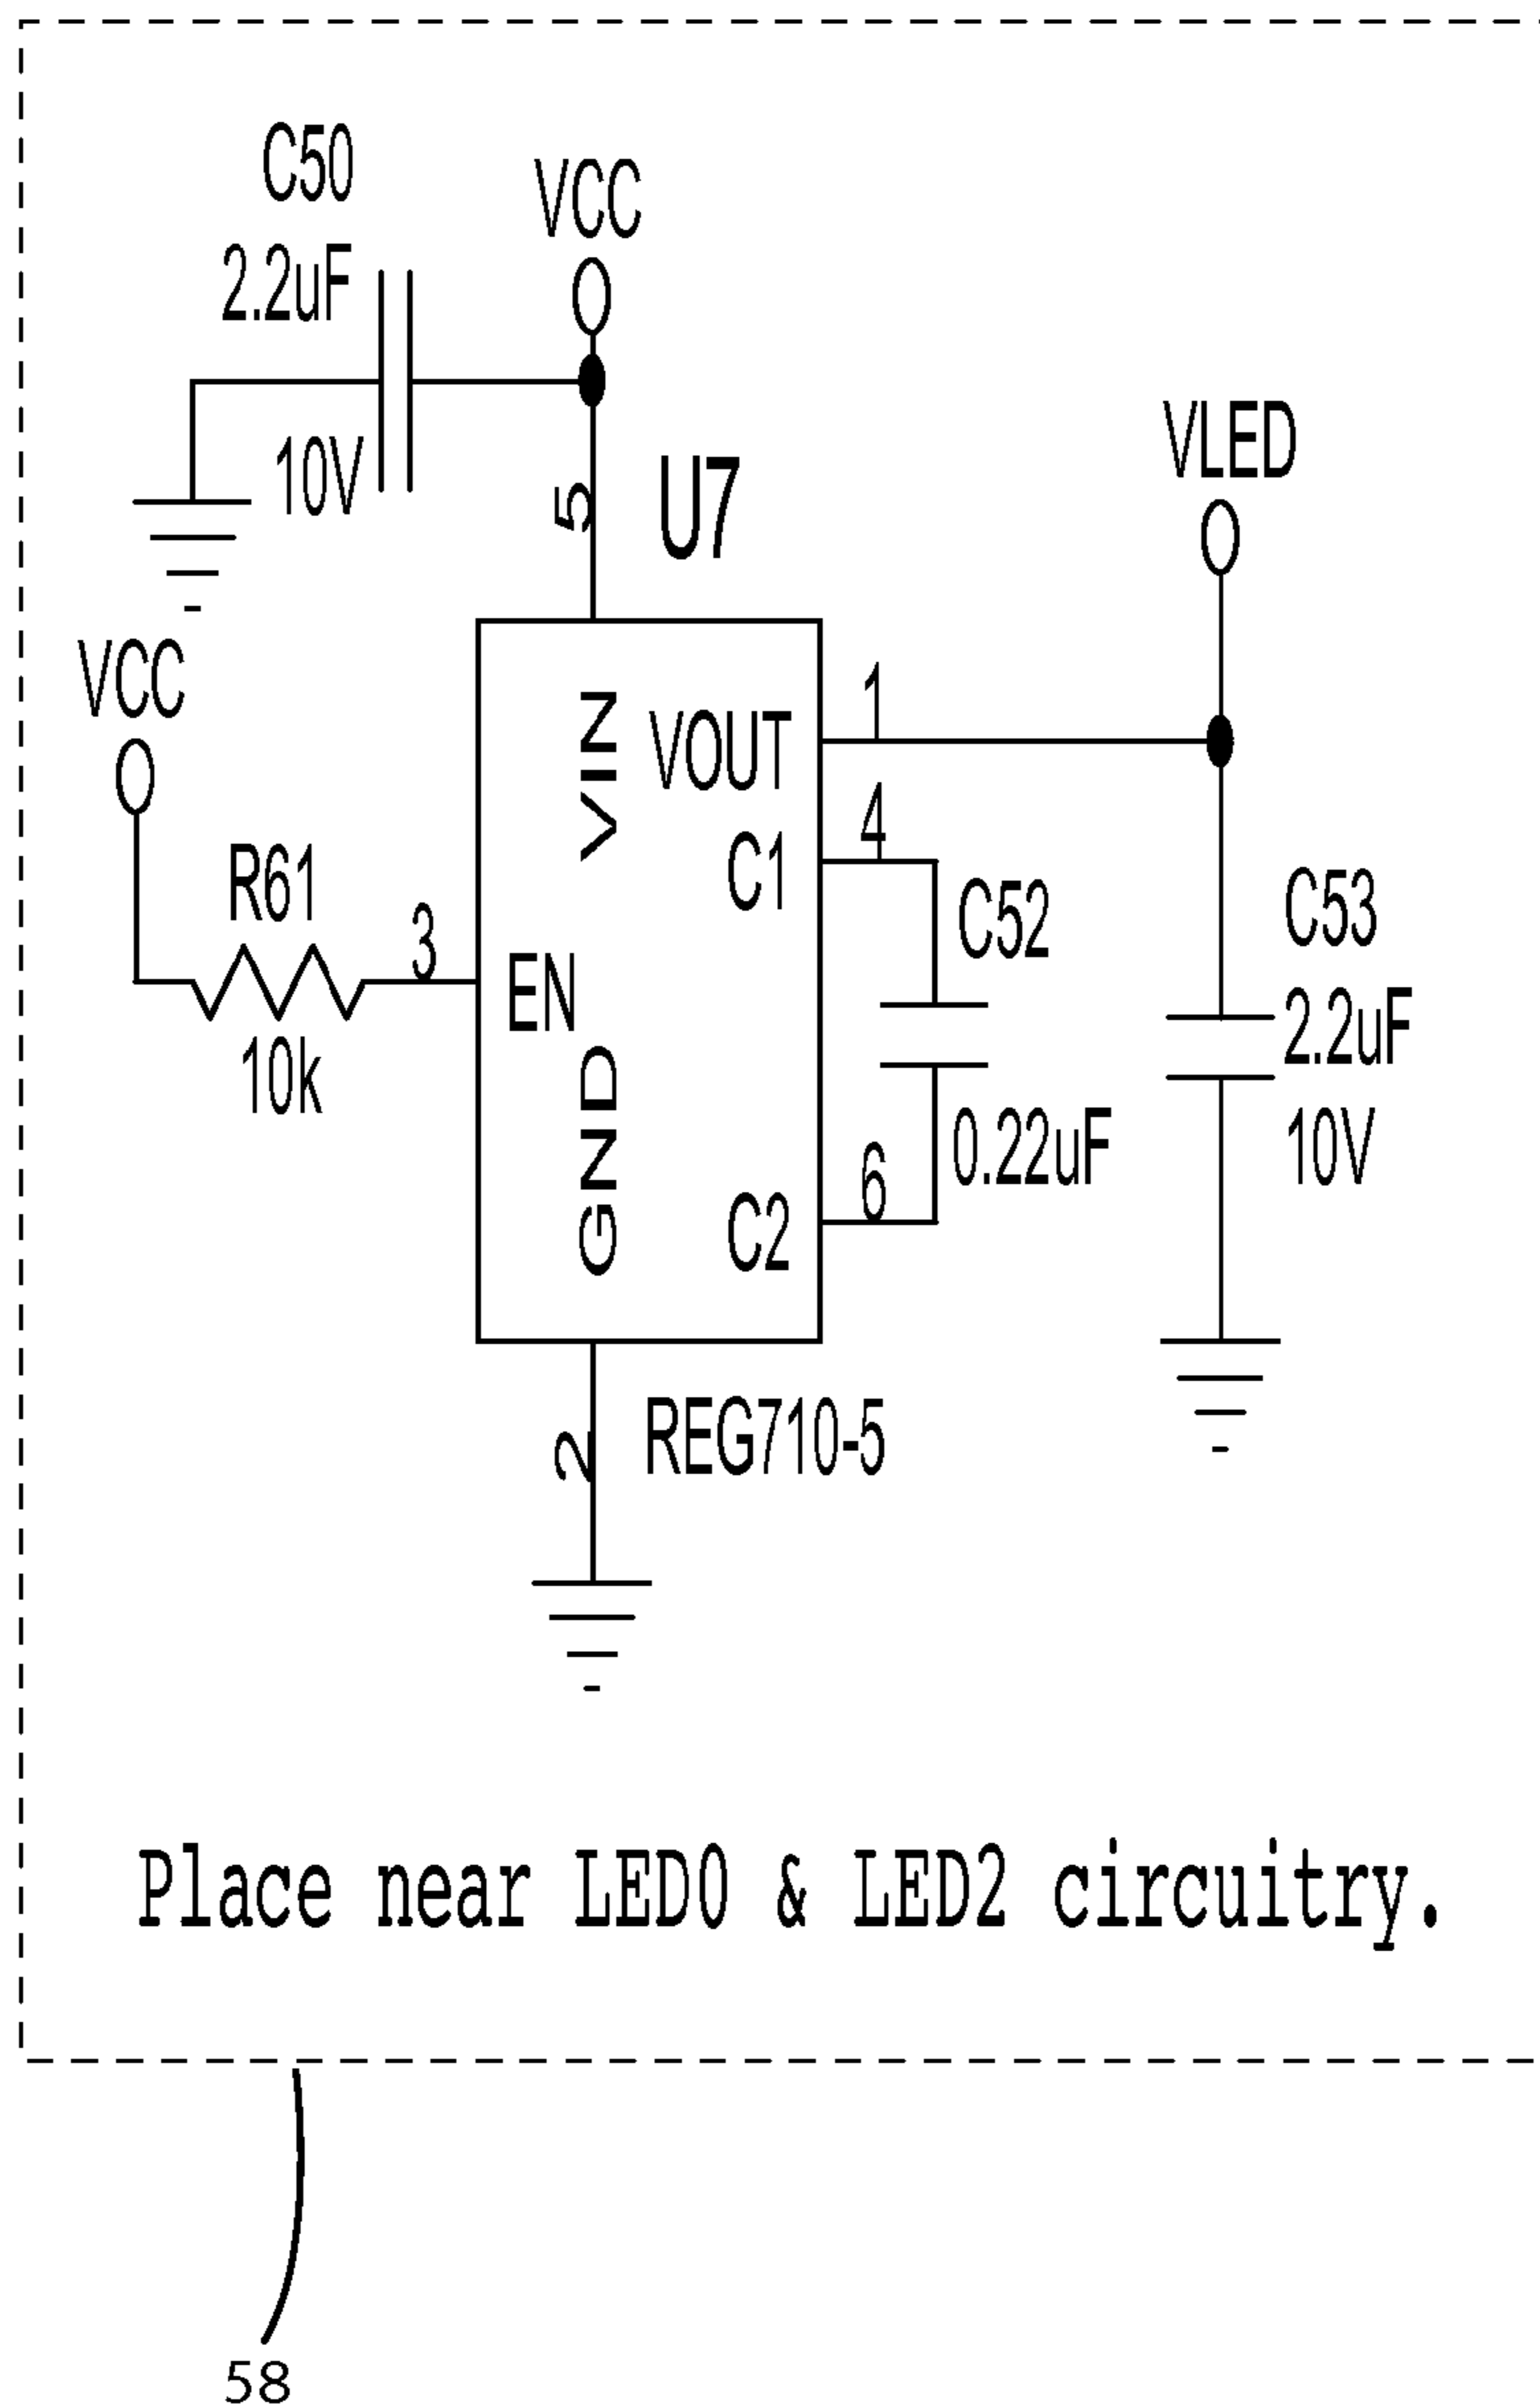 C50
2.2uF
10V
VCC
5
U7
VLED
VCC
R61
10k
3
VIN
VOUT
1
C1
4
EN
GND
C2
6
C52
0.22uF
C53
2.2uF
10V
2
REG710-5
Place near LED0 & LED2 circuitry.
58